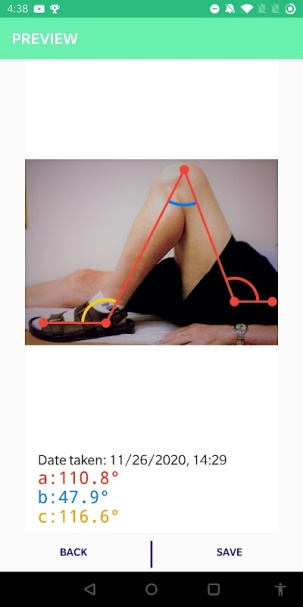 4:38
PREVIEW
Date taken: 11/26/2020, 14:29
a:110.8°
b:47.9°
c:116.6°
BACK
SAVE